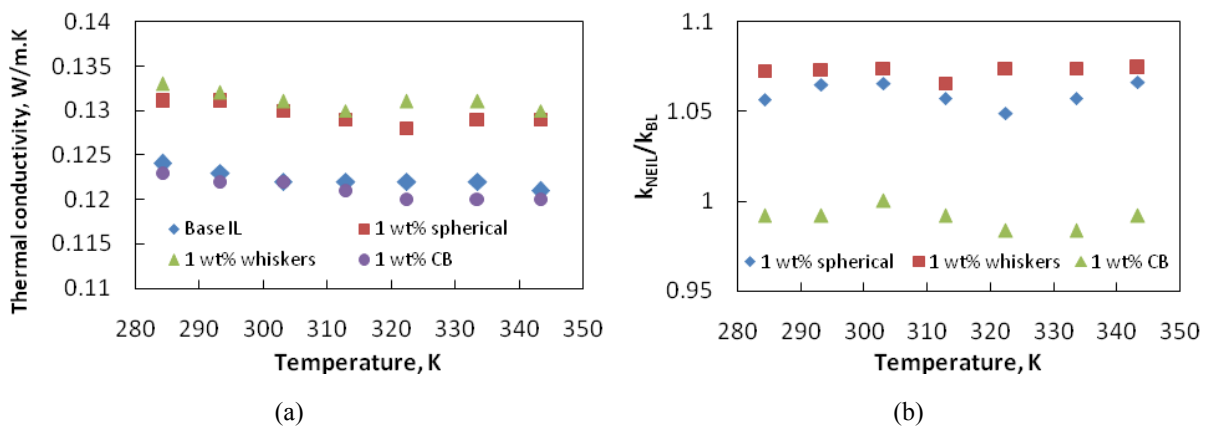 Thermal conductivity, W/m.K
0.14
0.135
0.13
0.125
0.12
0.115
0.11
Base IL
1 wt% spherical
1 wt% whiskers
1 wt% CB
280 290 300 310 320 330 340 350
Temperature, K
(a)
kNEIL/kBL
1.1
1.05
1
0.95
1 wt% spherical
1 wt% whiskers
1 wt% CB
280 290 300 310 320 330 340 350
Temperature, K
(b)